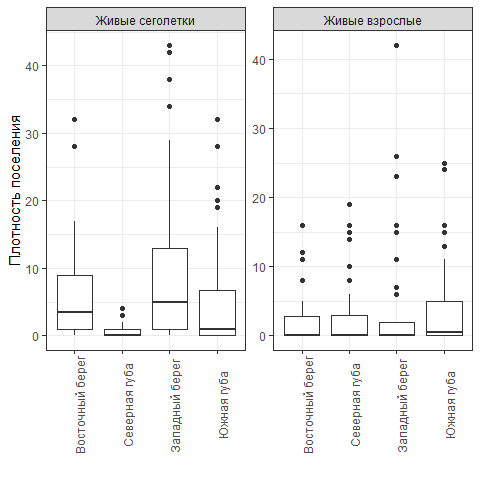 Живые сеголетки
Живые взрослые
Плотность поселения
40
30
20
10
0
40
30
20
10
0
Восточный берег
Северная губа
Западный берег
Южная губа
Восточный берег
Северная губа
Западный берег
Южная губа